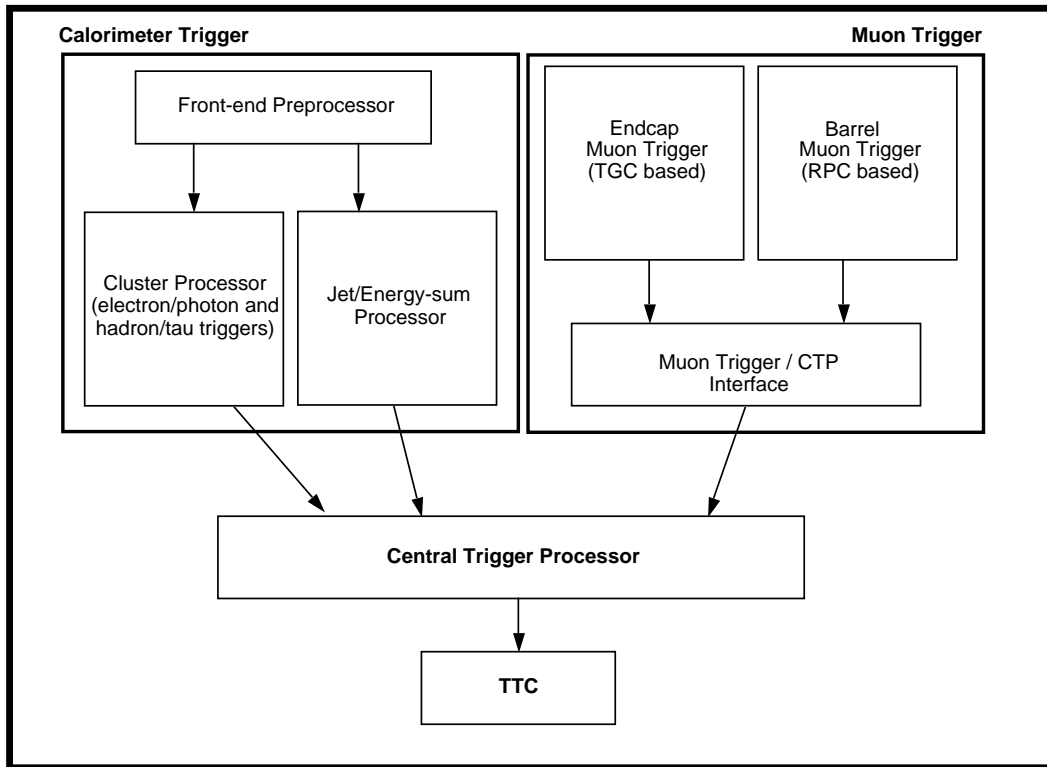 Calorimeter Trigger
Muon Trigger
Front-end Preprocessor
Endcap
Muon Trigger
(TGC based)
Barrel
Muon Trigger
(RPC based)
Cluster Processor
(electron/photon and
hadron/tau triggers)
Jet/Energy-sum
Processor
Muon Trigger / CTP
Interface
Central Trigger Processor
TTC